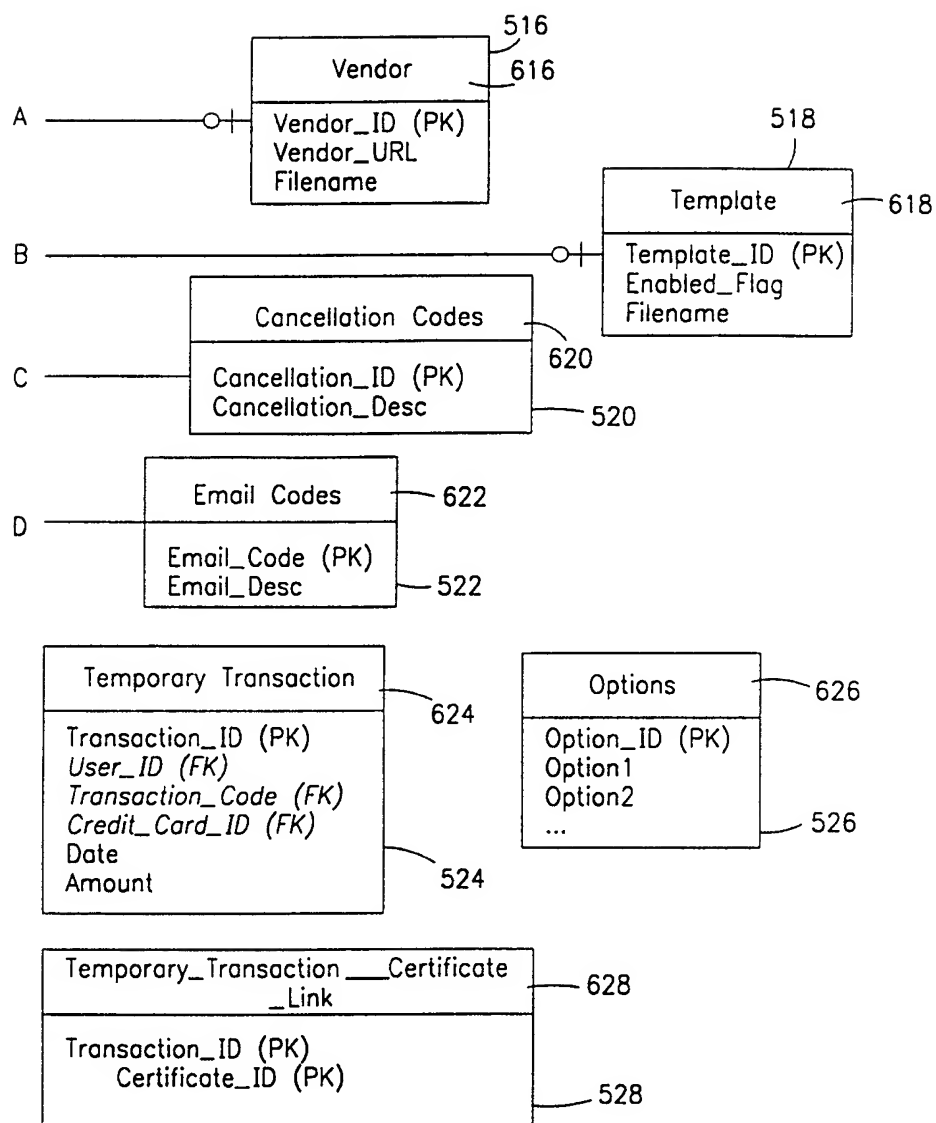 516
Vendor
616
A
Vendor_ID (PK)
Vendor_URL
Filename
518
Template
618
B
Template_ID (PK)
Enabled_Flag
Filename
Cancellation Codes
620
C
Cancellation_ID (PK)
Cancellation_Desc
520
Email Codes
622
D
Email_Code (PK)
Email_Desc
522
Temporary Transaction
624
Transaction_ID (PK)
User_ID (FK)
Transaction_Code (FK)
Credit_Card_ID (FK)
Date
Amount
524
Options
626
Option_ID (PK)
Option1
Option2
...
526
Temporary_Transaction___Certificate
_Link
628
Transaction_ID (PK)
Certificate_ID (PK)
528